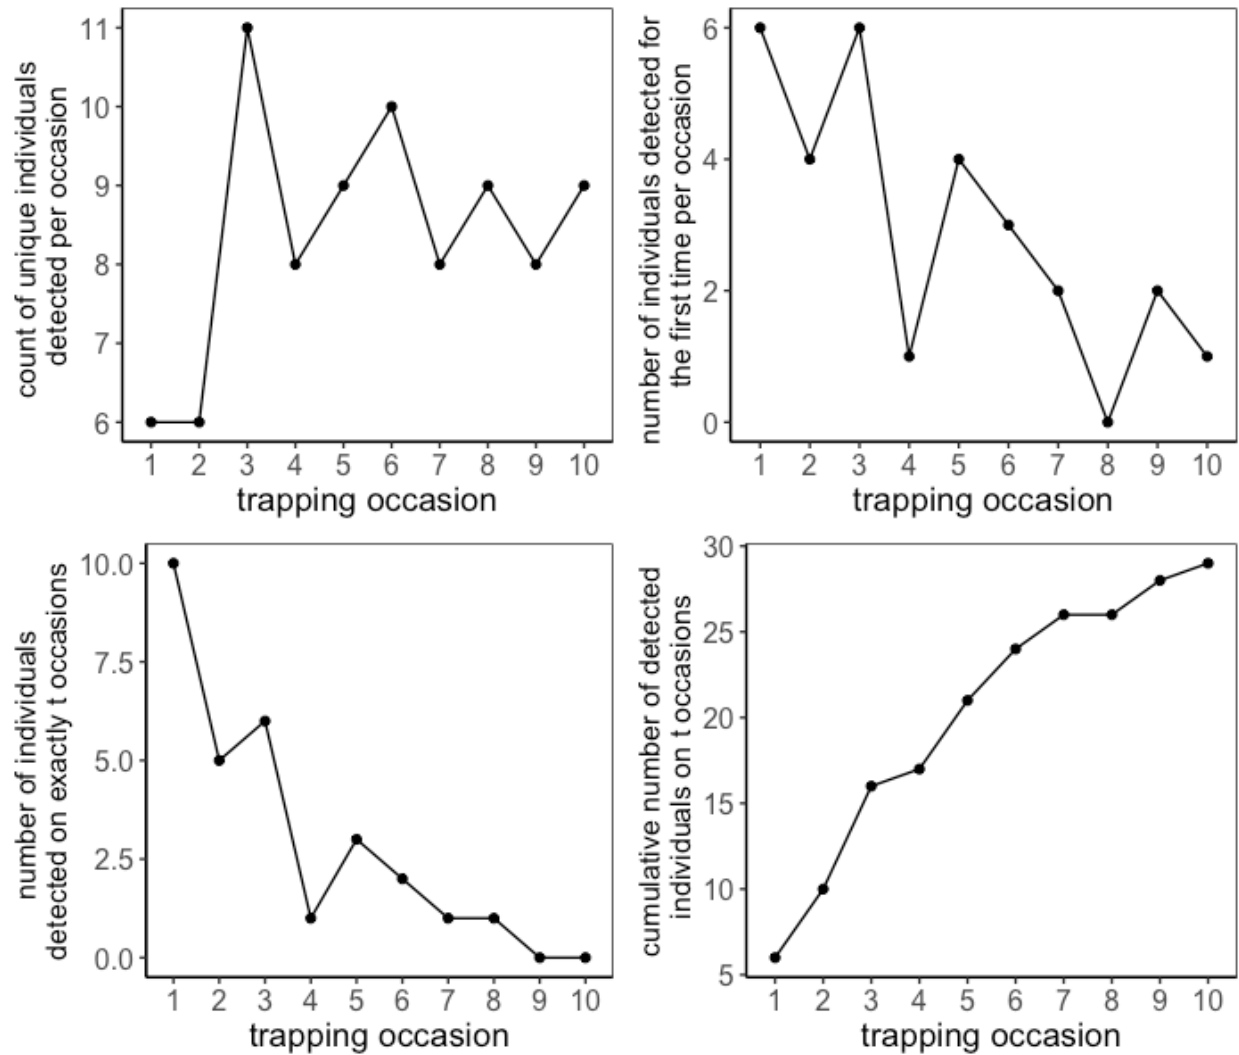 count of unique individuals
detected per occasion
11
10
9
8
7
6
1 2 3 4 5 6 7 8 9 10
trapping occasion
number of individuals detected for
the first time per occasion
6
4
2
0
1 2 3 4 5 6 7 8 9 10
trapping occasion
number of individuals
detected on exactly t occasions
10.0
7.5
5.0
2.5
0.0
1 2 3 4 5 6 7 8 9 10
trapping occasion
cumulative number of detected
individuals on t occasions
30
25
20
15
10
5
1 2 3 4 5 6 7 8 9 10
trapping occasion